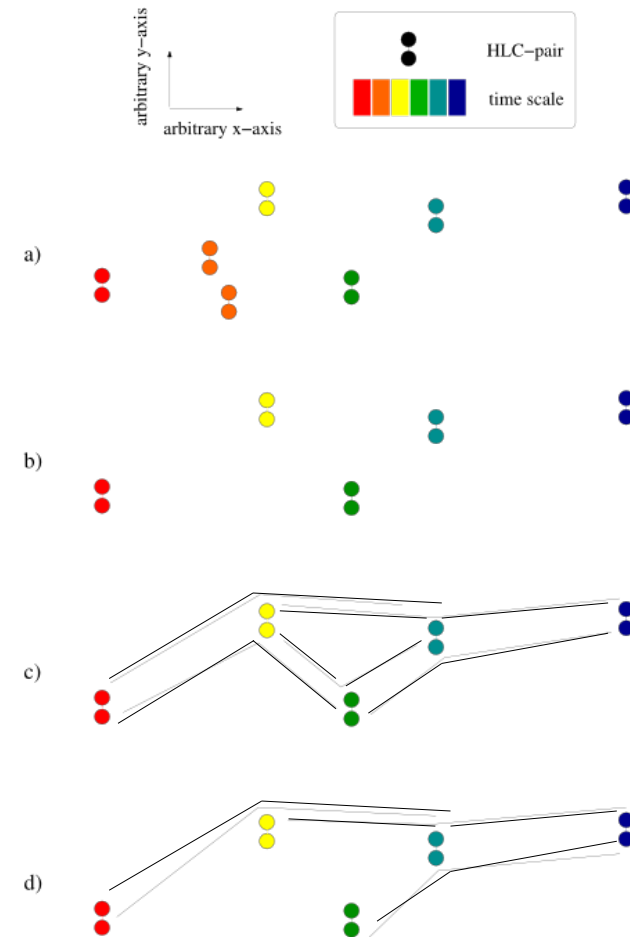 arbitrary y−axis
arbitrary x−axis
HLC−pair
time scale
a)
b)
c)
d)